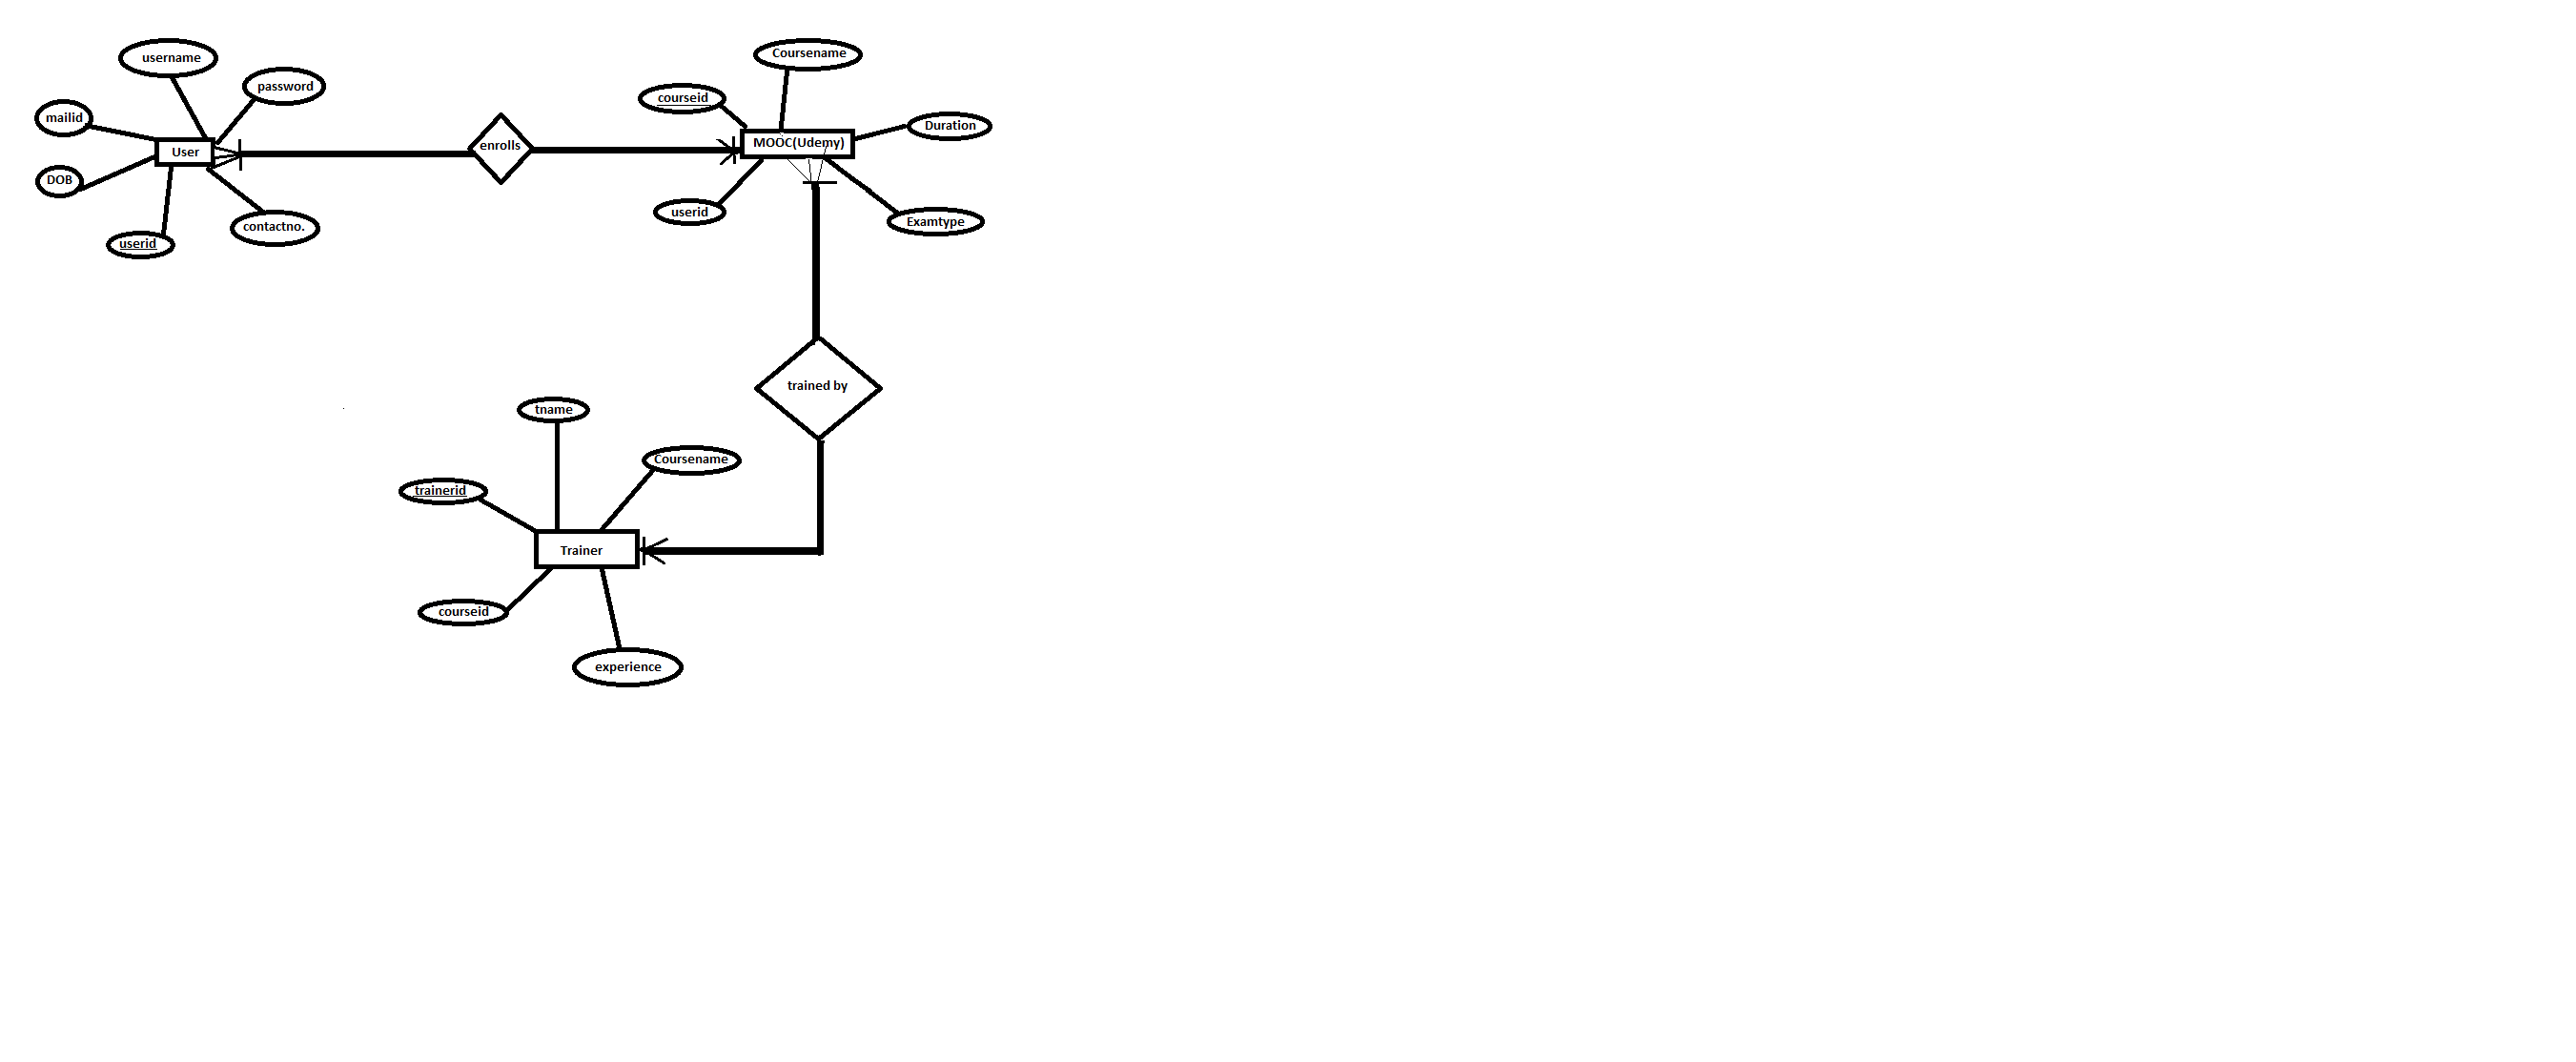 username
password
mailid
User
DOB
userid
contactno.
enrolls
Coursename
courseid
Duration
MOOC(Udemy)
userid
Examtype
trained by
tname
Coursename
trainerid
Trainer
courseid
experience